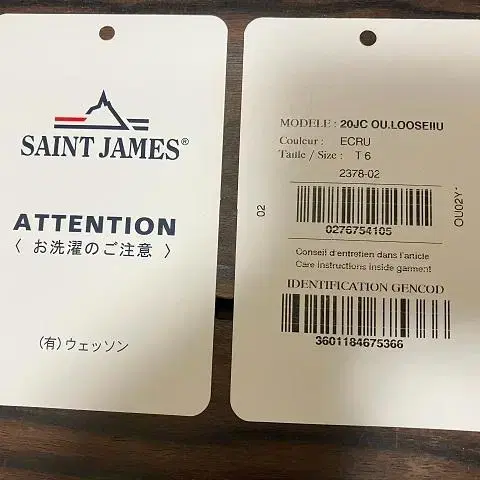 SAINT JAMES®
ATTENTION
〈 お洗濯のご注意 〉
(有)ウェッソン
MODELE : 20JC OU.LOOSEIIU
Couleur : ECRU
Taille / Size : T 6
2378-02
0276754105
02
OU02Y
Conseil d'entretien dans l'article
Care instructions inside garment
IDENTIFICATION GENCOD
3601184675366